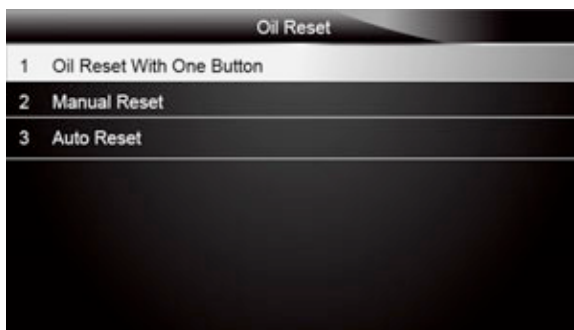 Oil Reset
1 Oil Reset With One Button
2 Manual Reset
3 Auto Reset